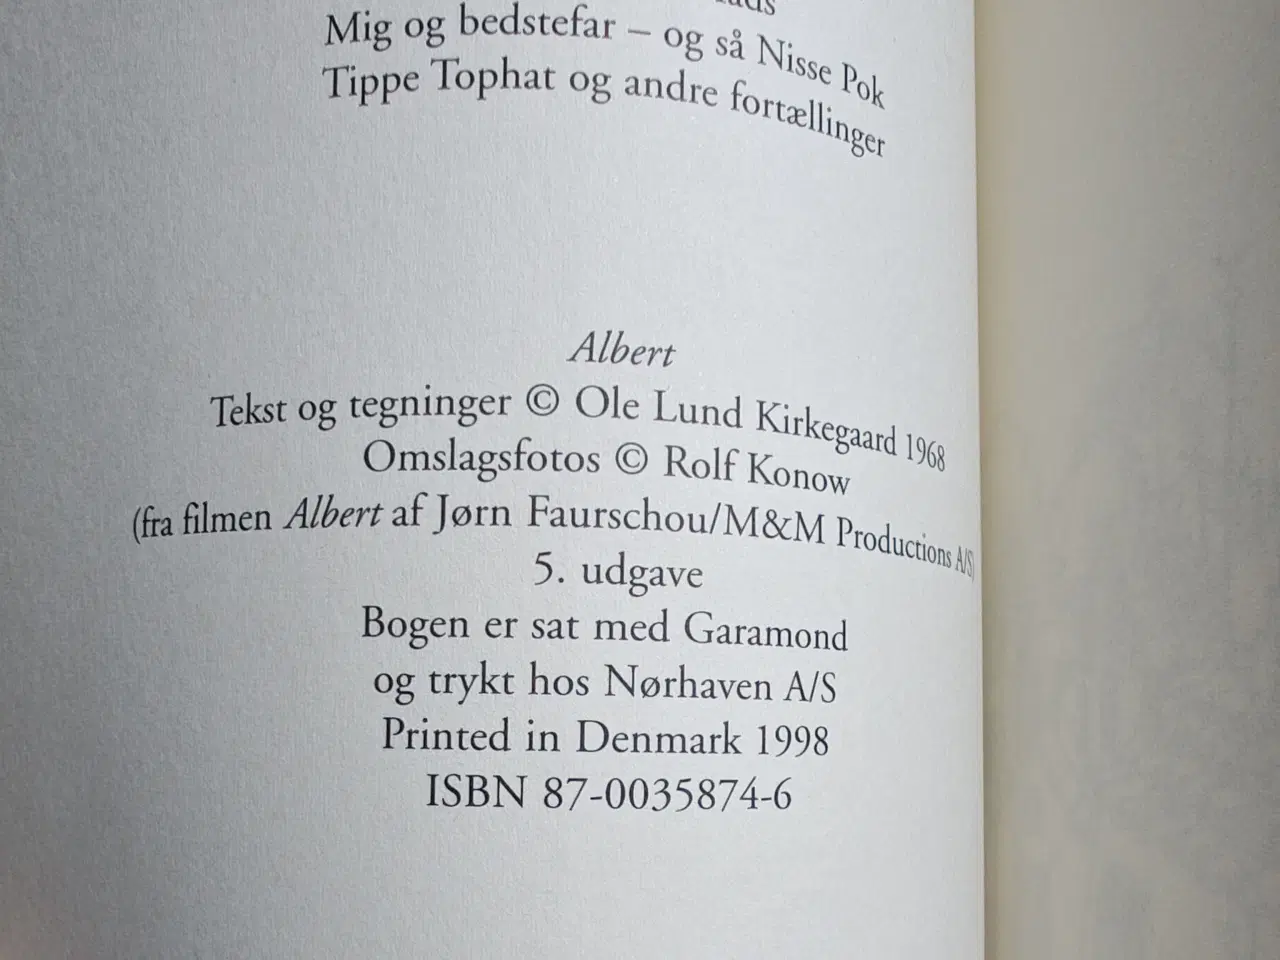 Mig og bedstefar – og så Nisse Pok
Tippe Tophat og andre fortællinger
Albert
Tekst og tegninger © Ole Lund Kirkegaard 1968
Omslagsfotos © Rolf Konow
(fra filmen Albert af Jørn Faurschou/M&M Productions A/S)
5. udgave
Bogen er sat med Garamond
og trykt hos Nørhaven A/S
Printed in Denmark 1998
ISBN 87-0035874-6